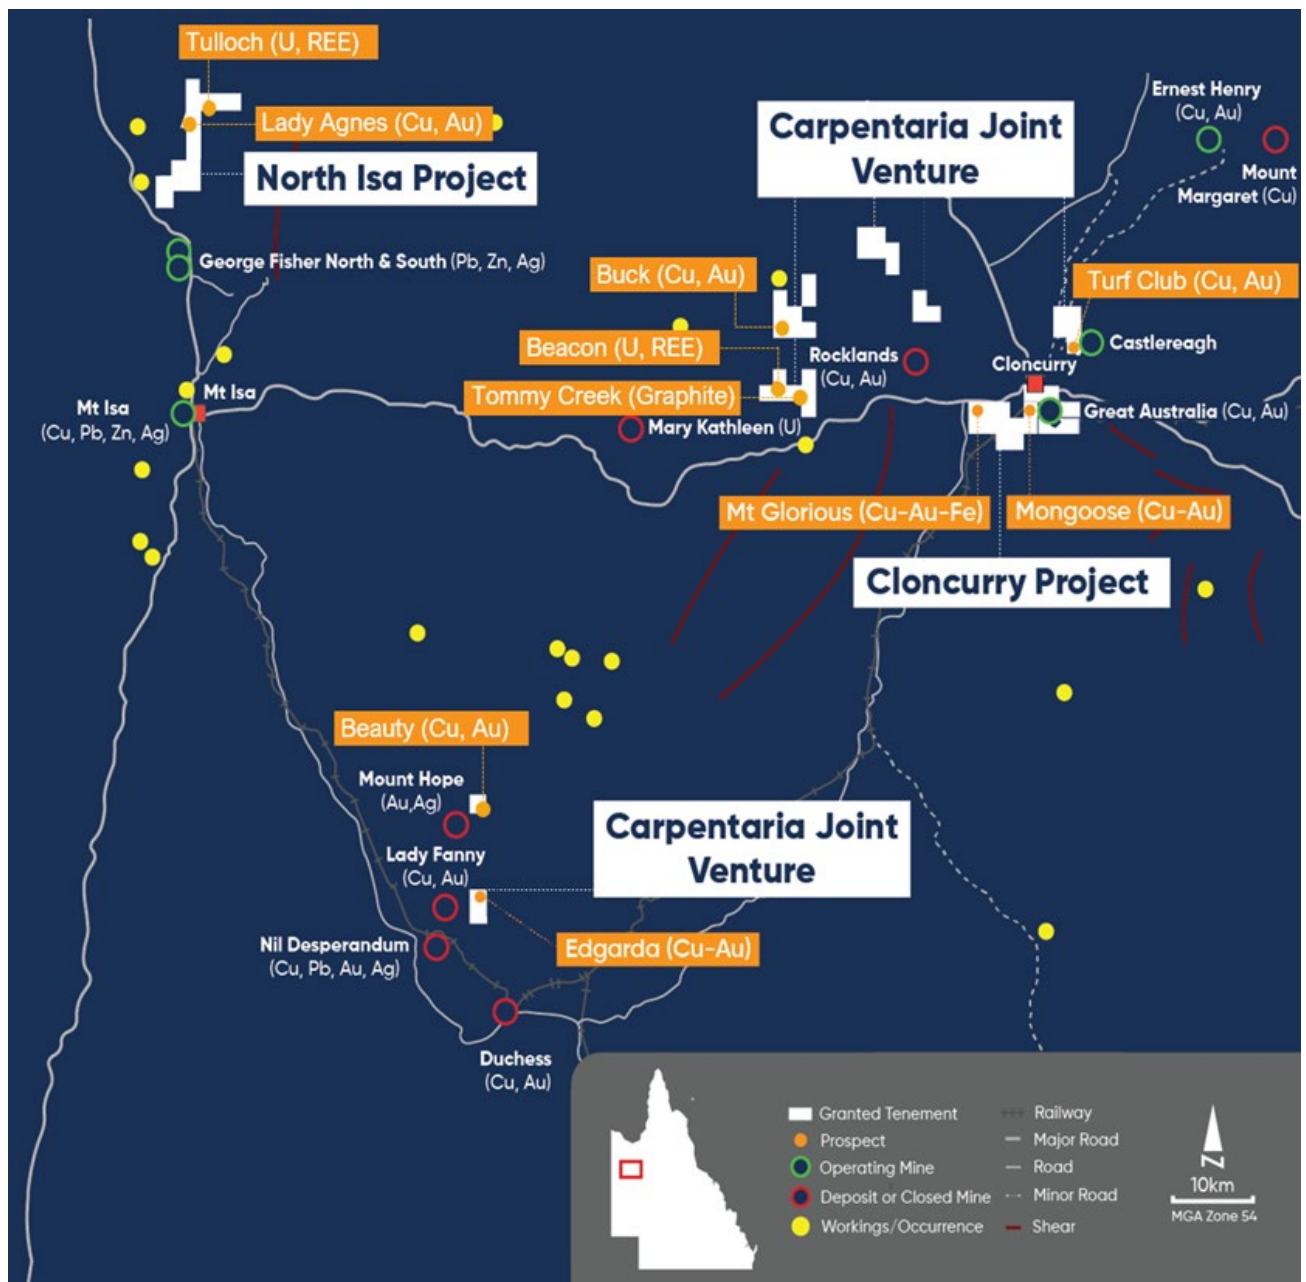 Tulloch (U, REE)
Lady Agnes (Cu, Au)
North Isa Project
George Fisher North & South (Pb, Zn, Ag)
Carpentaria Joint
Venture
Ernest Henry
(Cu, Au)
Mount
Margaret (Cu)
Buck (Cu, Au)
Beacon (U, REE)
Tommy Creek (Graphite)
Turf Club (Cu, Au)
Castlereagh
Rocklands
(Cu, Au)
Cloncurry
Mt Isa
Mt Isa
(Cu, Pb, Zn, Ag)
Mary Kathleen (U)
Great Australia (Cu, Au)
Mt Glorious (Cu-Au-Fe)
Mongoose (Cu-Au)
Cloncurry Project
Beauty (Cu, Au)
Mount Hope
(Au,Ag)
Carpentaria Joint
Venture
Lady Fanny
(Cu, Au)
Nil Desperandum
(Cu, Pb, Au, Ag)
Edgarda (Cu-Au)
Duchess
(Cu, Au)
Granted Tenement
Prospect
Operating Mine
Deposit or Closed Mine
Workings/Occurrence
Railway
Major Road
Road
Minor Road
Shear
N
10km
MGA Zone 54